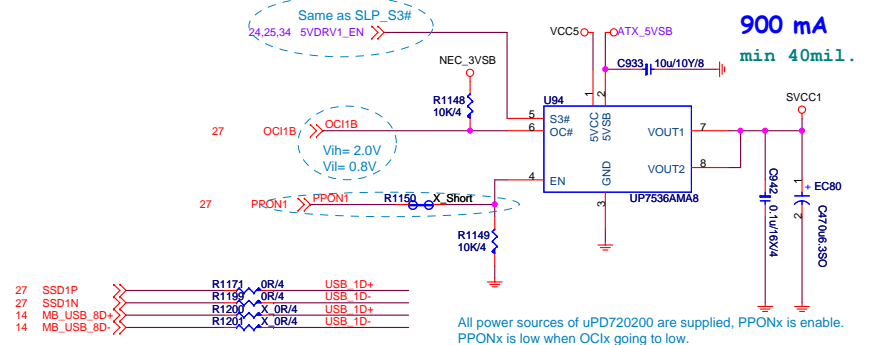 Same as SLP_S3#
24,25,34 5VDRV1_EN
VCC5
ATX_5VSB
900 mA
min 40mil.
NEC_3VSB
C933 10u/10Y/8
R1148
10K/4
U94
SVCC1
1
2
27 OCI1B OCI1B
5
6
S3#
OC#
5VCC
5VSB
VOUT1
7
Vih= 2.0V
Vil= 0.8V
VOUT2
8
4
EN
GND
3
UP7536AMA8
C942
0.1u/16X/4
1
+ EC80
2
C470u6.3SO
27 PPON1 PPON1
R1150 X_Short
R1149
10K/4
27 SSD1P R1171 0R/4 USB_1D+
27 SSD1N R1199 0R/4 USB_1D-
14 MB_USB_8D+ R1200 X_0R/4 USB_1D+
14 MB_USB_8D- R1201 X_0R/4 USB_1D-
All power sources of uPD720200 are supplied, PPONx is enable.
PPONx is low when OCIx going to low.